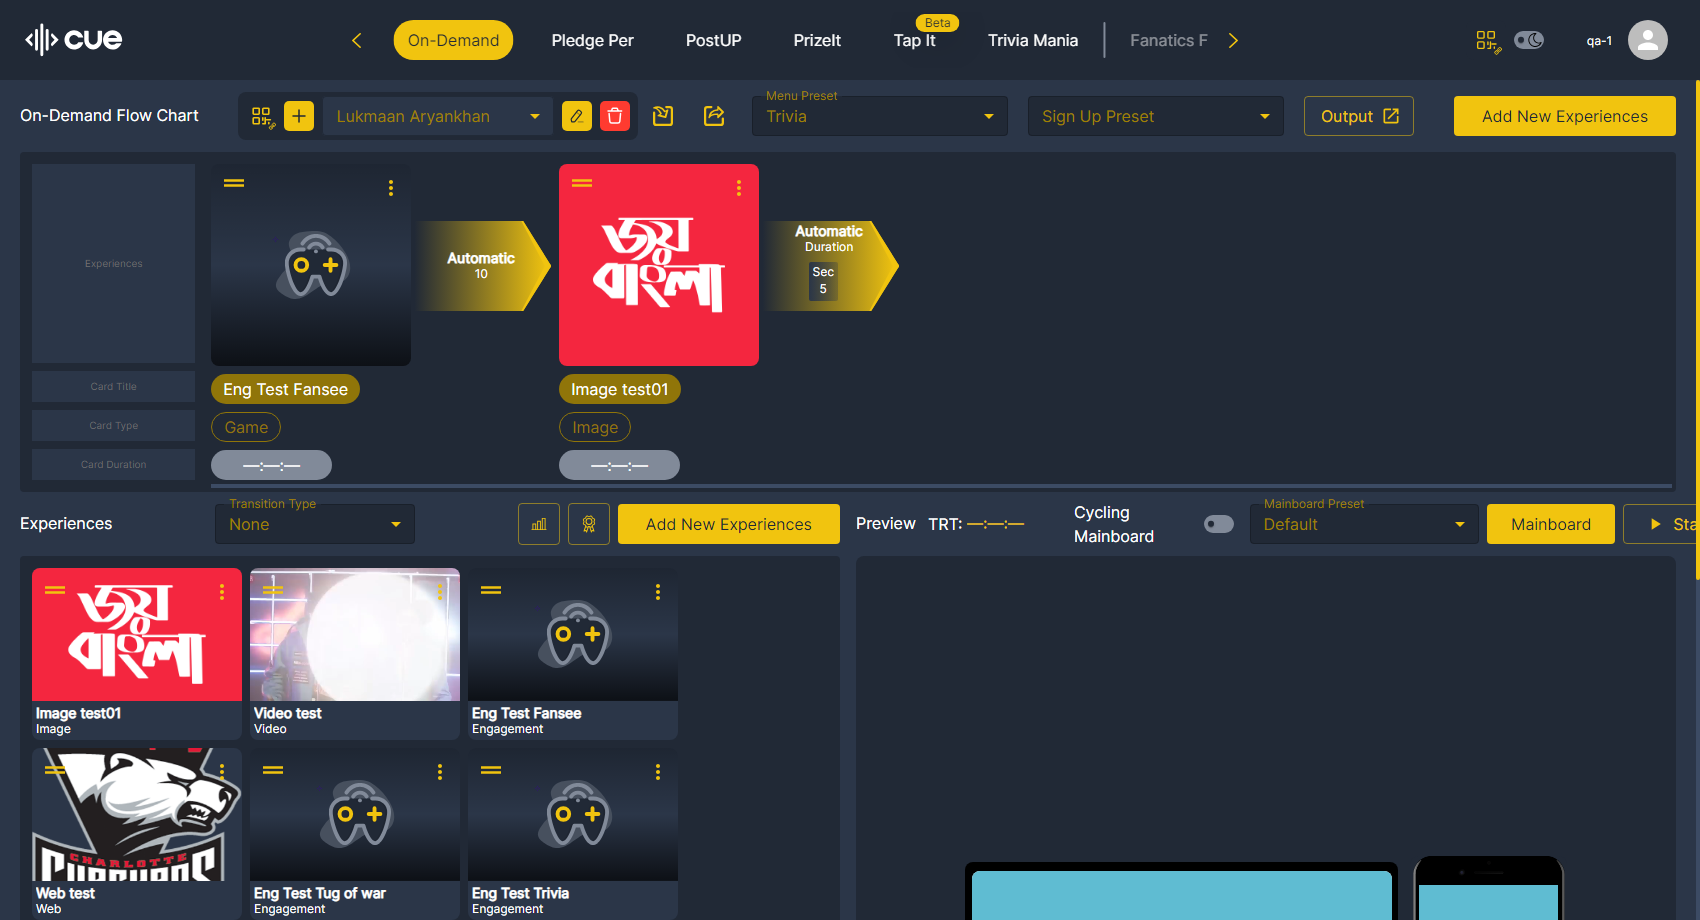 cue
On-Demand
Pledge Per
PostUP
PrizeIt
Beta
Tap It
Trivia Mania
Fanatics F
qa-1
On-Demand Flow Chart
Lukmaan Aryankhan
Menu Preset
Trivia
Sign Up Preset
Output
Add New Experiences
Experiences
Automatic
10
জয়
বাংলা
Automatic
Duration
Sec
5
Card Title
Eng Test Fansee
Image test01
Card Type
Game
Image
Card Duration
—:—:—
—:—:—
Experiences
Transition Type
None
Add New Experiences
Preview
TRT: —:—:—
Cycling
Mainboard
Mainboard Preset
Default
Mainboard
Sta
জয়
বাংলা
Image test01
Image
Video test
Video
Eng Test Fansee
Engagement
CHARLOTTE
Web test
Web
Eng Test Tug of war
Engagement
Eng Test Trivia
Engagement